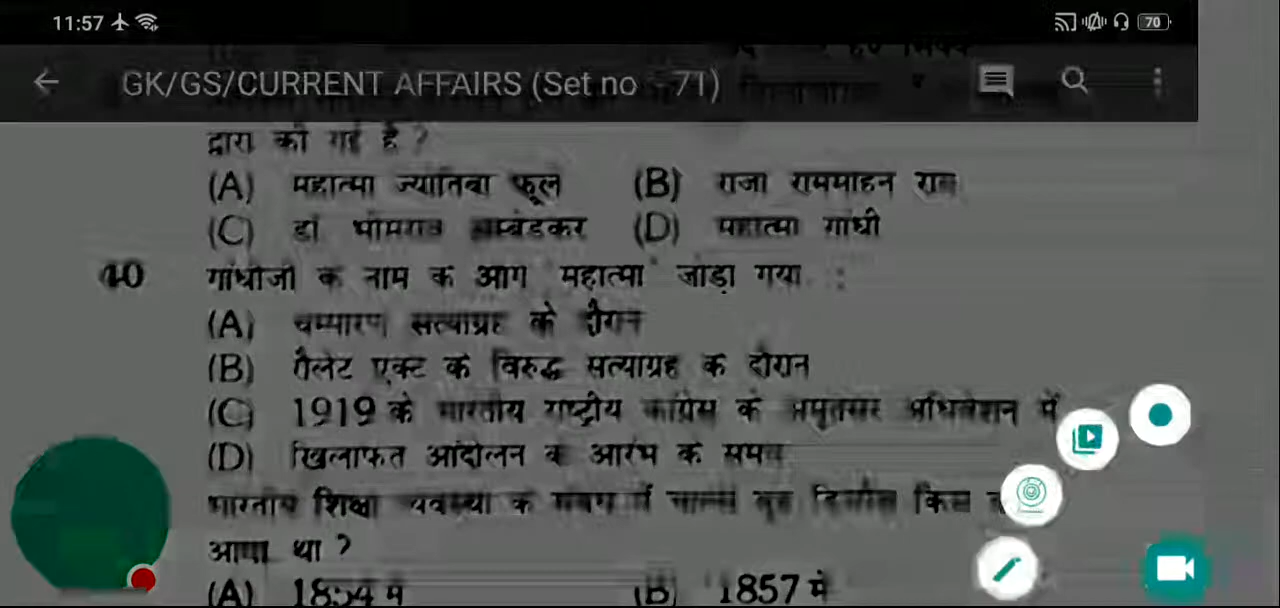 11:57
70
GK/GS/CURRENT AFFAIRS (Set no - 71)
द्वारा की गई है ?
(A) महात्मा ज्योतिबा फूले (B) राजा राममोहन राय
(C) डॉ भीमराव अम्बेडकर (D) महात्मा गांधी
40 गांधीजी के नाम के आगे 'महात्मा' जोड़ा गया :
(A) चम्पारण सत्याग्रह के दौरान
(B) रौलेट एक्ट के विरुद्ध सत्याग्रह के दौरान
(C) 1919 के भारतीय राष्ट्रीय कांग्रेस के अमृतसर अधिवेशन में
(D) खिलाफत आंदोलन के आरंभ के समय
भारतीय शिक्षा व्यवस्था के संबंध में चार्ल्स वुड डिस्पैच किस
आया था ?
(A) 1854 में (B) 1857 में